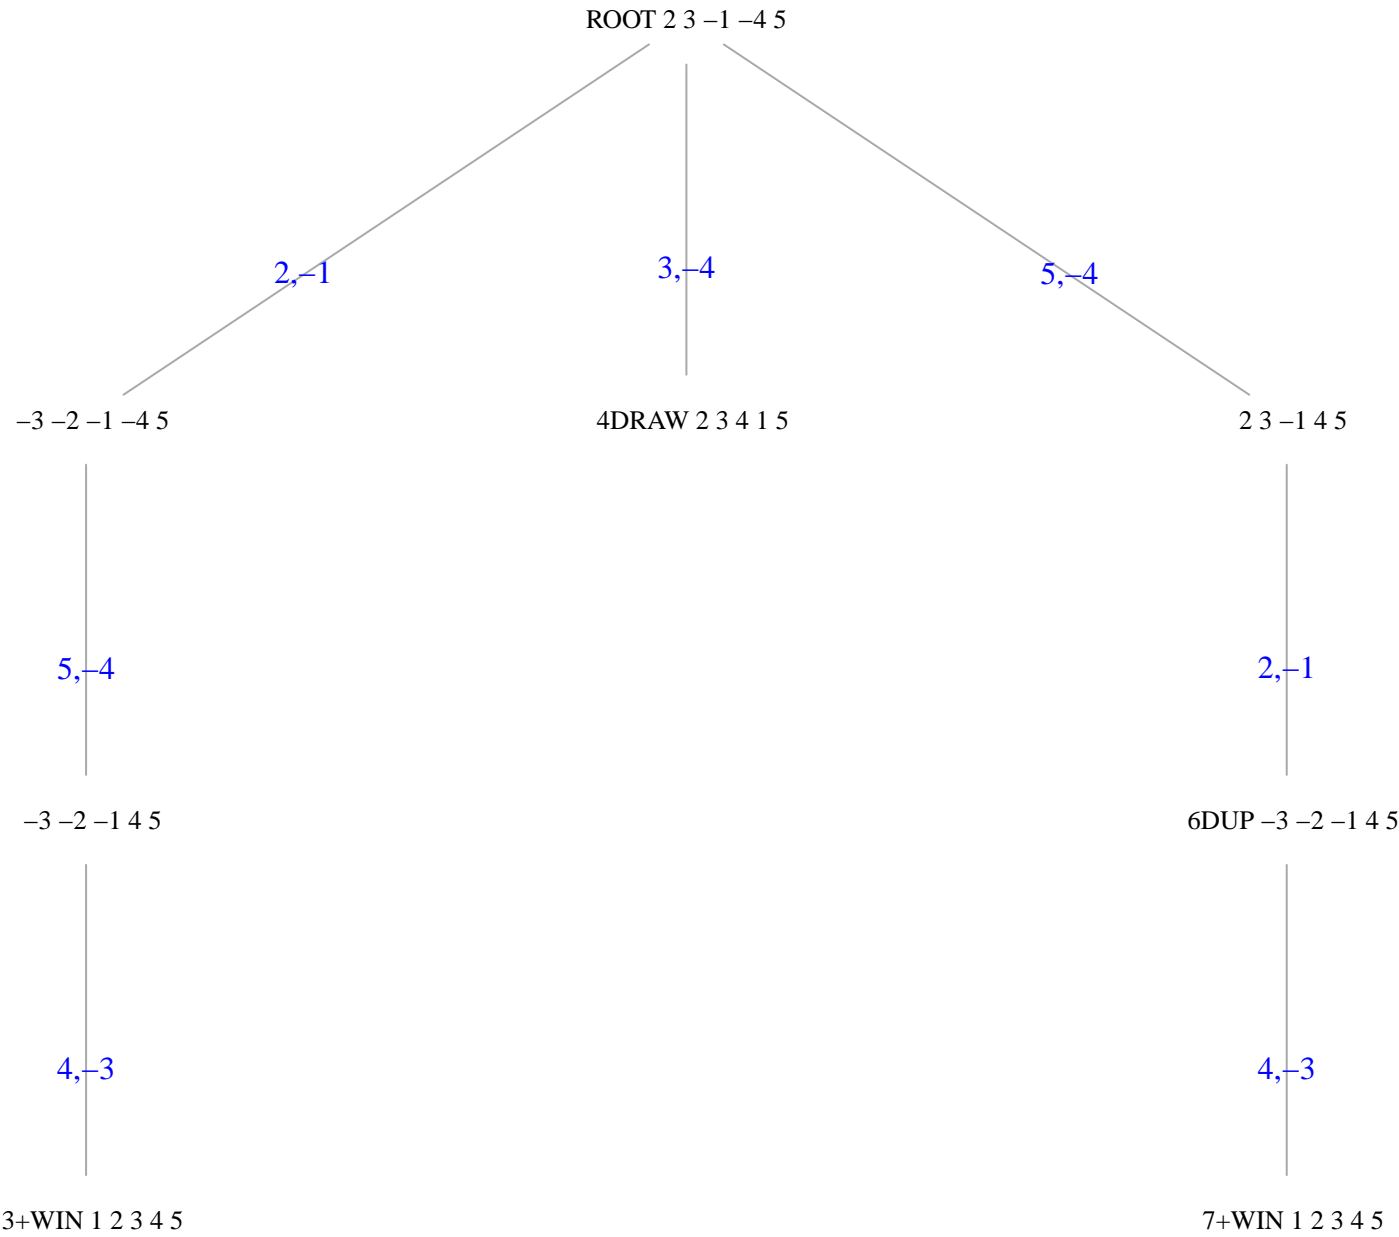 ROOT 2 3 –1 –4 5
2,–1
3,–4
5,–4
–3 –2 –1 –4 5
4DRAW 2 3 4 1 5
2 3 –1 4 5
5,–4
2,–1
–3 –2 –1 4 5
6DUP –3 –2 –1 4 5
4,–3
4,–3
3+WIN 1 2 3 4 5
7+WIN 1 2 3 4 5